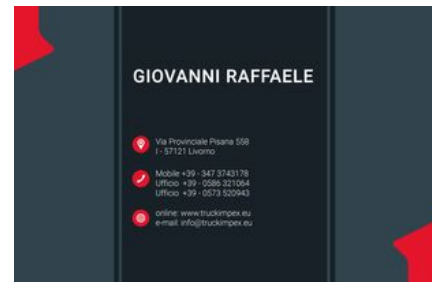 GIOVANNI RAFFAELE
Via Provinciale Pisana 558
I - 57121 Livorno
Mobile +39 - 347 3743178
Ufficio +39 - 0586 321064
Ufficio +39 - 0573 520943
online: www.truckimpex.eu
e-mail: info@truckimpex.eu